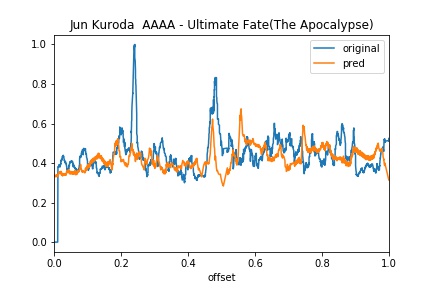 Jun Kuroda  AAAA - Ultimate Fate(The Apocalypse)
original
pred
1.0
0.8
0.6
0.4
0.2
0.0
0.0 0.2 0.4 0.6 0.8 1.0
offset